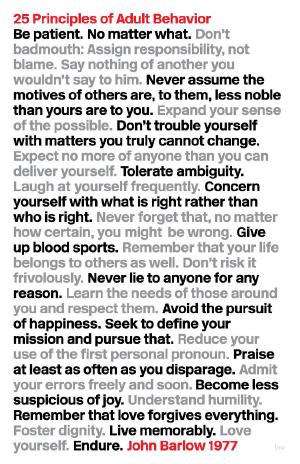 25 Principles of Adult Behavior
Be patient. No matter what. Don't
badmouth: Assign responsibility, not
blame. Say nothing of another you
wouldn't say to him. Never assume the
motives of others are, to them, less noble
than yours are to you. Expand your sense
of the possible. Don't trouble yourself
with matters you truly cannot change.
Expect no more of anyone than you can
deliver yourself. Tolerate ambiguity.
Laugh at yourself frequently. Concern
yourself with what is right rather than
who is right. Never forget that, no matter
how certain, you might be wrong. Give
up blood sports. Remember that your life
belongs to others as well. Don't risk it
frivolously. Never lie to anyone for any
reason. Learn the needs of those around
you and respect them. Avoid the pursuit
of happiness. Seek to define your
mission and pursue that. Reduce your
use of the first personal pronoun. Praise
at least as often as you disparage. Admit
your errors freely and soon. Become less
suspicious of joy. Understand humility.
Remember that love forgives everything.
Foster dignity. Live memorably. Love
yourself. Endure. John Barlow 1977